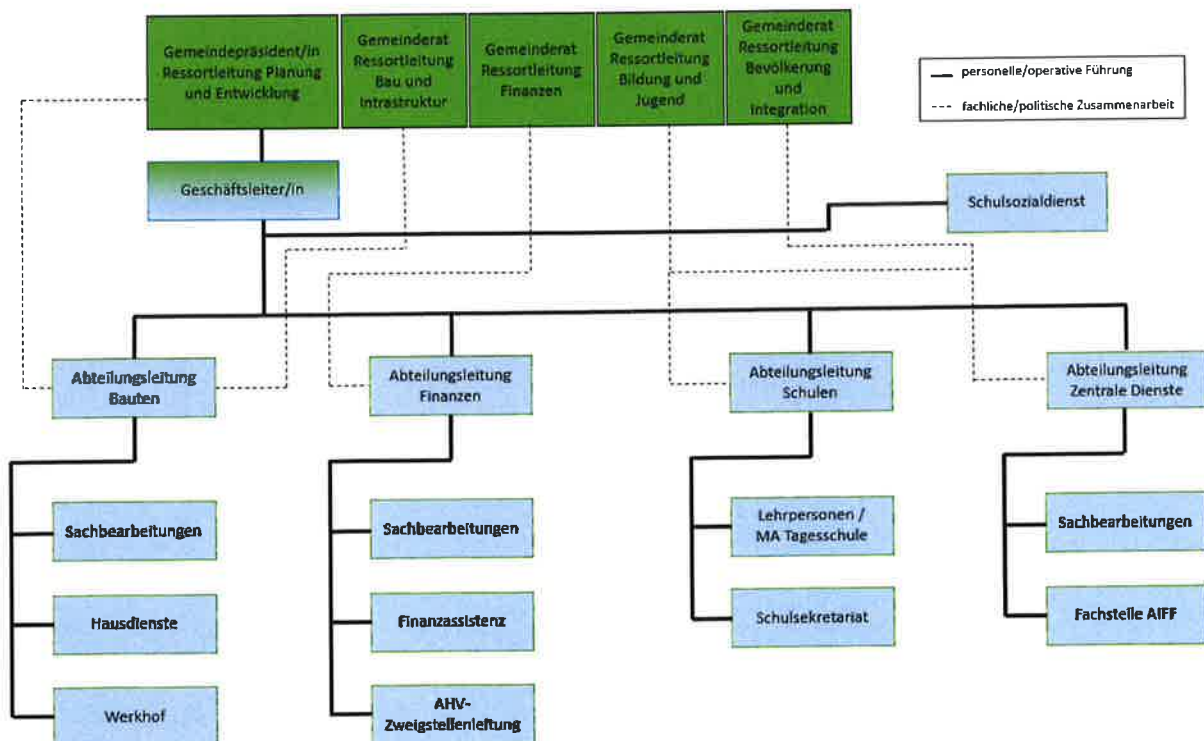 Gemeindepräsident/in
Ressortleitung Planung
und Entwicklung
Gemeinderat
Ressortleitung
Bau und
Intrastruktur
Gemeinderat
Ressortleitung
Finanzen
Gemeinderat
Ressortleitung
Bildung und
Jugend
Gemeinderat
Ressortleitung
Bevölkerung
und
Integration
personelle/operative Führung
fachliche/politische Zusammenarbeit
Geschäftsleiter/in
Schulsozialdienst
Abteilungsleitung
Bauten
Abteilungsleitung
Finanzen
Abteilungsleitung
Schulen
Abteilungsleitung
Zentrale Dienste
Sachbearbeitungen
Sachbearbeitungen
Lehrpersonen /
MA Tagesschule
Sachbearbeitungen
Hausdienste
Finanzassistenz
Schulsekretariat
Fachstelle AIFF
Werkhof
AHV-
Zweigstellenleitung